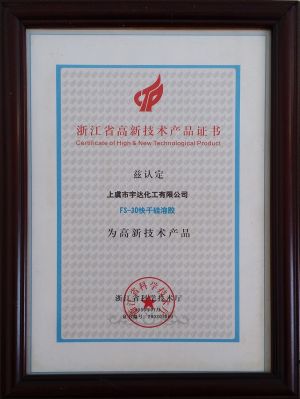 浙江省高新技术产品证书
Certificate of High & New Technological Product
兹认定
上虞市宇达化工有限公司
FS-30快干硅溶胶
为高新技术产品
浙江省科学技术厅